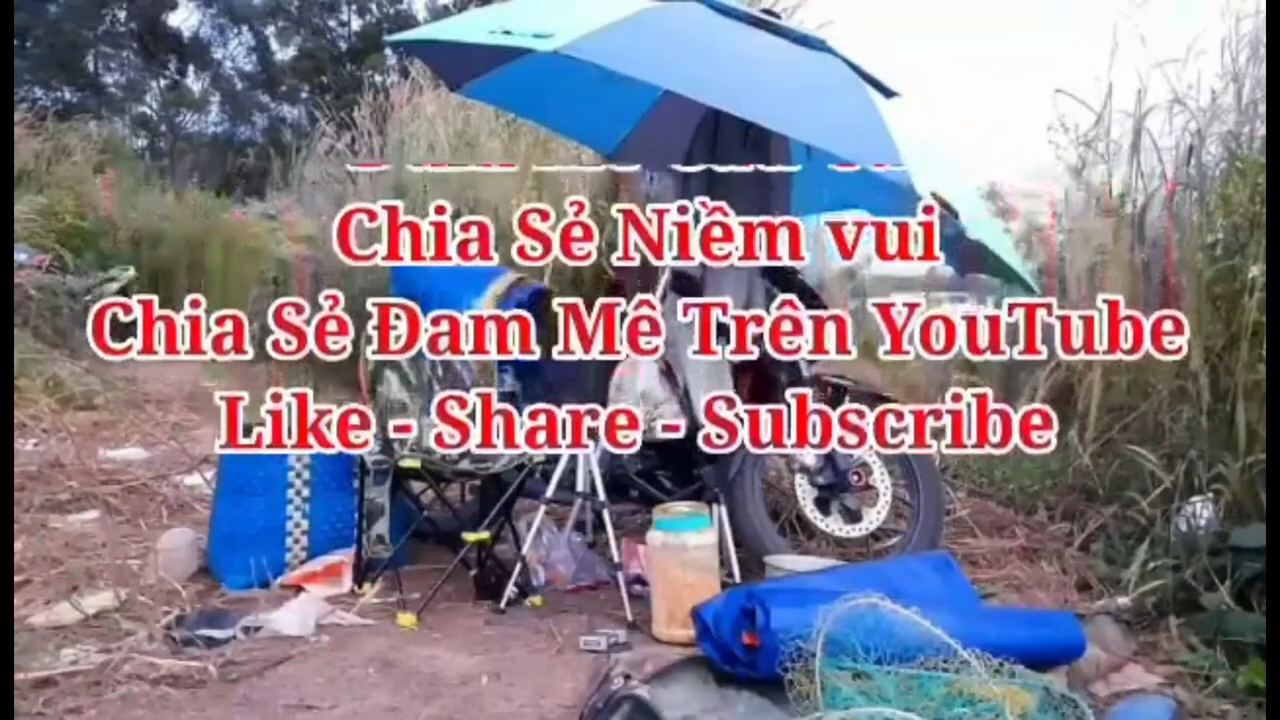 Chia Sẻ Niềm vui
Chia Sẻ Đam Mê Trên YouTube
Like - Share - Subscribe